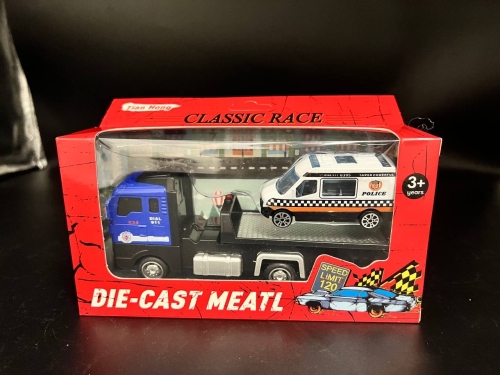 Tian Hong
CLASSIC RACE
3+
years
POLICE
DIAL
911
SPEED
LIMIT
120
DIE-CAST MEATL